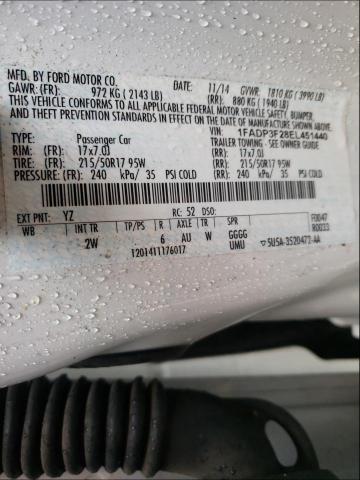 MFD. BY FORD MOTOR CO. DATE: 11/14 GVWR: 1810 KG (3990 LB)
GAWR: (FR): 972 KG (2143 LB) (RR): 880 KG (1940 LB)
THIS VEHICLE CONFORMS TO ALL APPLICABLE FEDERAL MOTOR VEHICLE SAFETY, BUMPER,
AND THEFT PREVENTION STANDARDS IN EFFECT ON THE DATE OF MANUFACTURE SHOWN ABOVE.
VIN: 1FADP3F28EL451440
TYPE: Passenger Car TRAILER TOWING - SEE OWNER GUIDE
RIM: (FR): 17x7.0J (RR): 17x7.0J
TIRE: (FR): 215/50R17 95W (RR): 215/50R17 95W
PRESSURE: (FR): 240 kPa/ 35 PSI COLD (RR): 240 kPa/ 35 PSI COLD
EXT PNT: YZ RC: 52 DSO: F0047
WB INT TR TP/PS R AXLE TR SPR R0033
2W 6 AU W GGGG
1201411176017 UMU 5U5A-3520472-AA